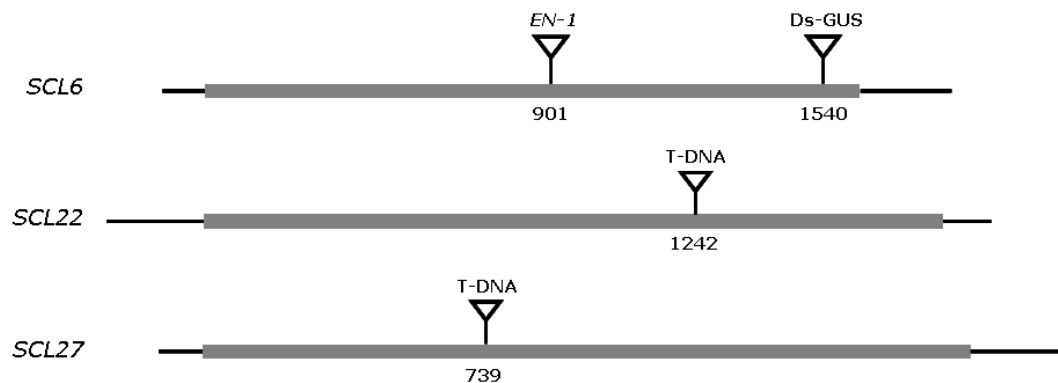 EN-1 Ds-GUS
SCL6
901 1540
T-DNA
SCL22
1242
T-DNA
SCL27
739